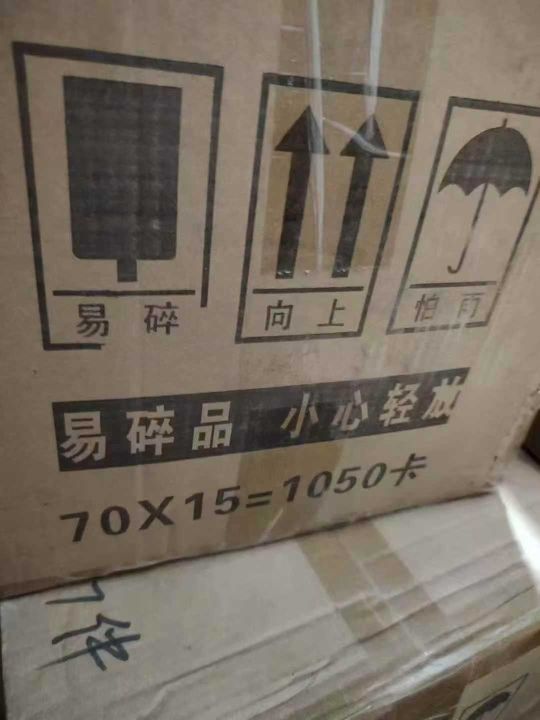 易碎
向上
怕雨
易碎品 小心轻放
70X15=1050卡
件